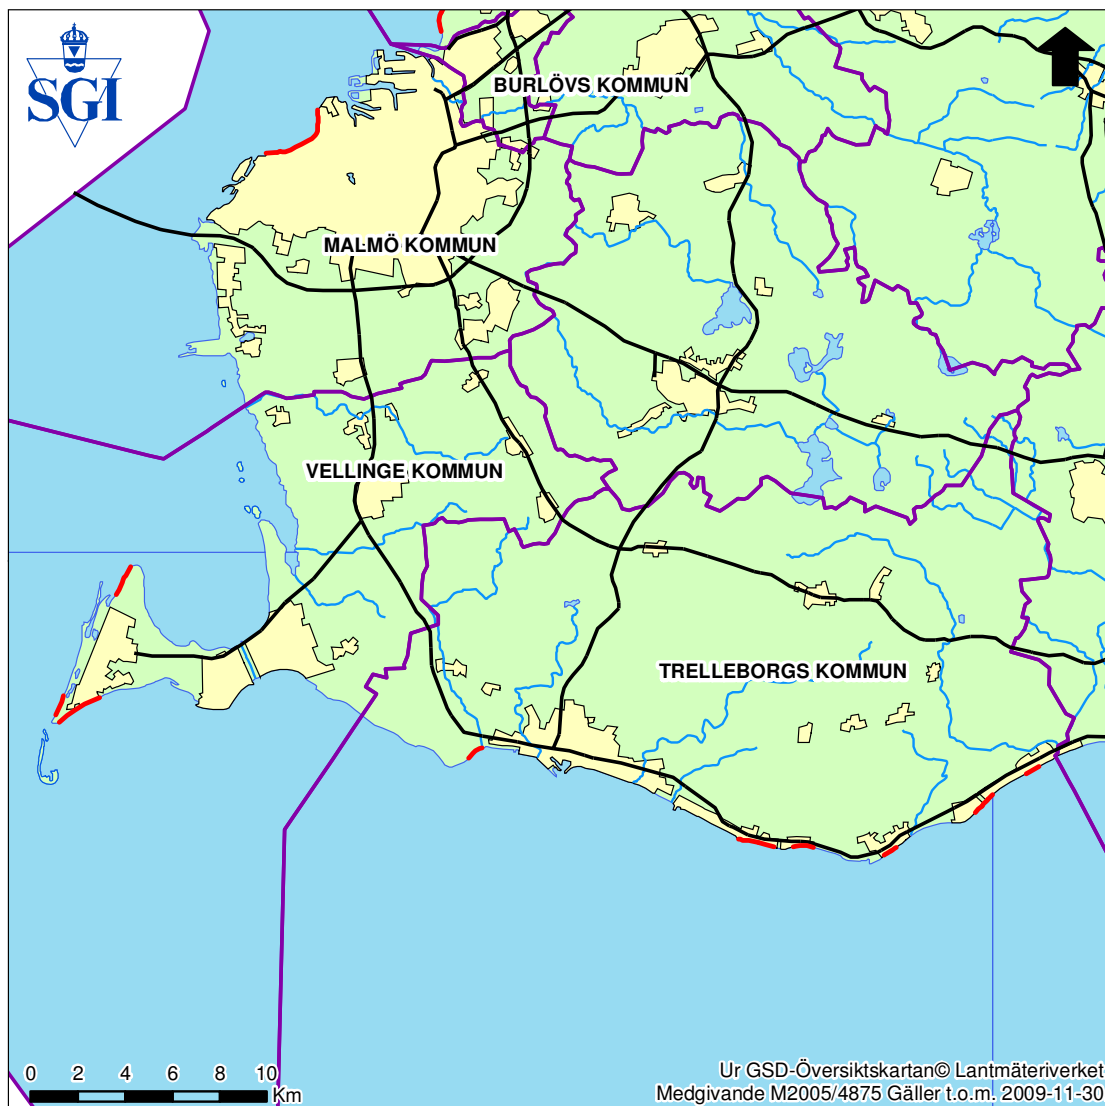 SGI
BURLÖVS KOMMUN
MALMÖ KOMMUN
VELLINGE KOMMUN
TRELLEBORGS KOMMUN
0 2 4 6 8 10
Km
Ur GSD-Översiktskartan© Lantmäteriverket
Medgivande M2005/4875 Gäller t.o.m. 2009-11-30